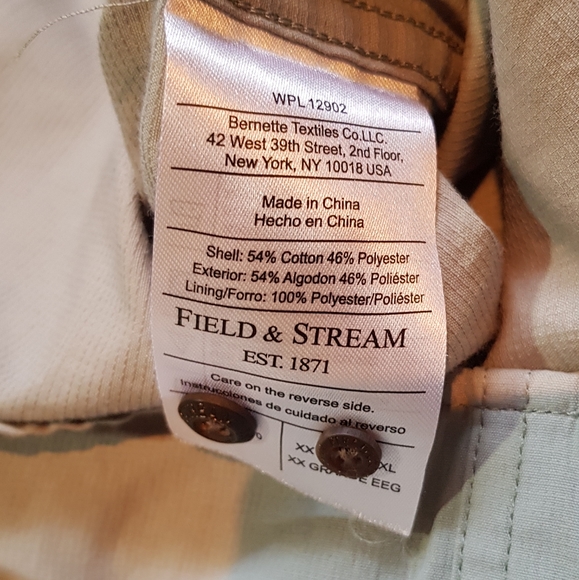 WPL 12902
Bernette Textiles Co.LLC.
42 West 39th Street, 2nd Floor,
New York, NY 10018 USA
Made in China
Hecho en China
Shell: 54% Cotton 46% Polyester
Exterior: 54% Algodon 46% Poliéster
Lining/Forro: 100% Polyester/Poliéster
FIELD & STREAM
EST. 1871
Care on the reverse side.
Instrucciones de cuidado al reverso
XX XL
XX EEG